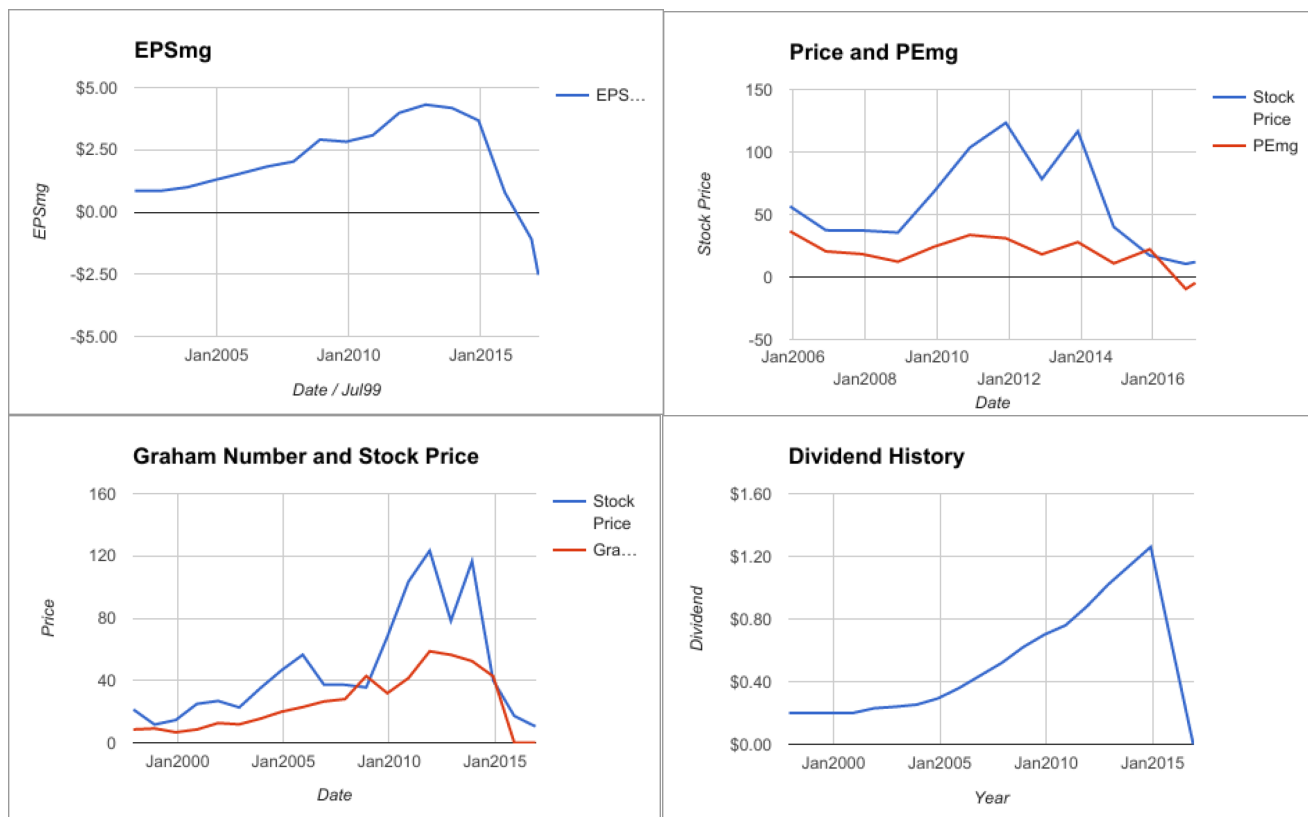 EPSmg
$5.00
$2.50
$0.00
-$2.50
-$5.00
EPSmg
Jan2005
Jan2010
Jan2015
Date / Jul99
EPS…
Price and PEmg
150
100
50
0
-50
Stock Price
Jan2006
Jan2008
Jan2010
Jan2012
Jan2014
Jan2016
Date
Stock
Price
PEmg
Graham Number and Stock Price
160
120
80
40
0
Price
Jan2000
Jan2005
Jan2010
Jan2015
Date
Stock
Price
Gra…
Dividend History
$1.60
$1.20
$0.80
$0.40
$0.00
Dividend
Jan2000
Jan2005
Jan2010
Jan2015
Year